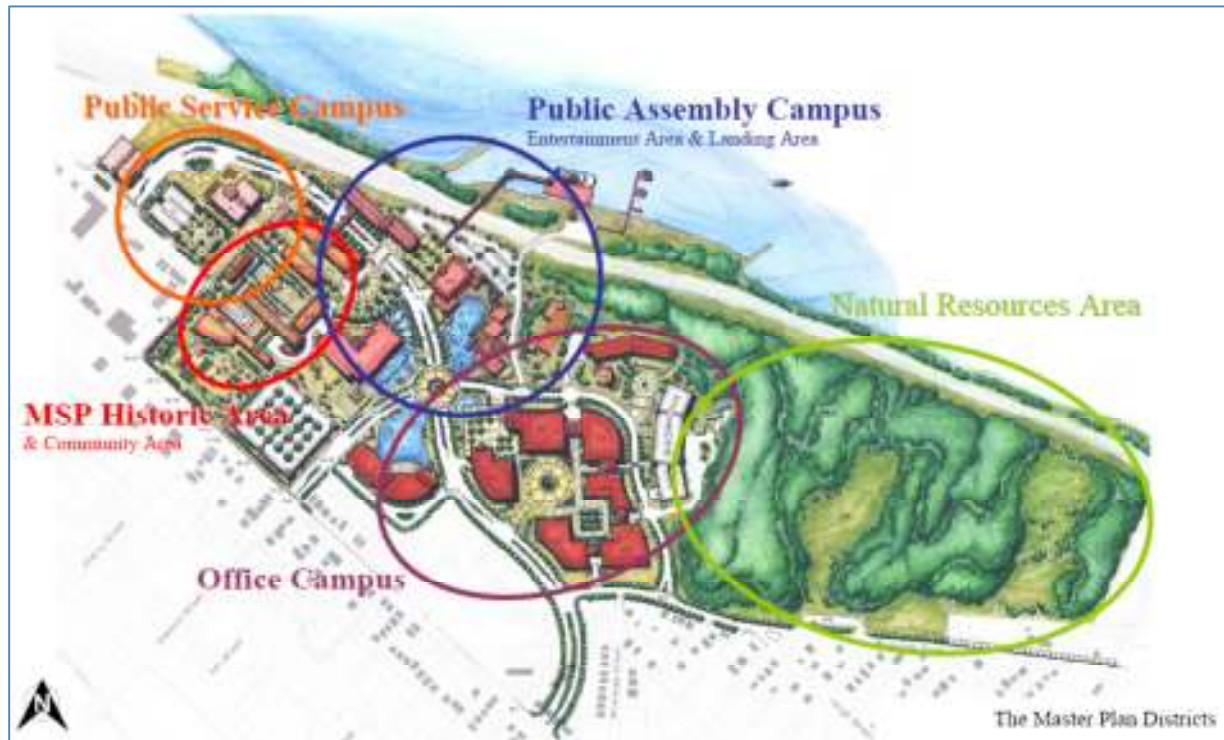 Public Service Campus
Public Assembly Campus
Entertainment Area & Landing Area
Natural Resources Area
MSP Historic Area
& Community Area
Office Campus
N
The Master Plan Districts